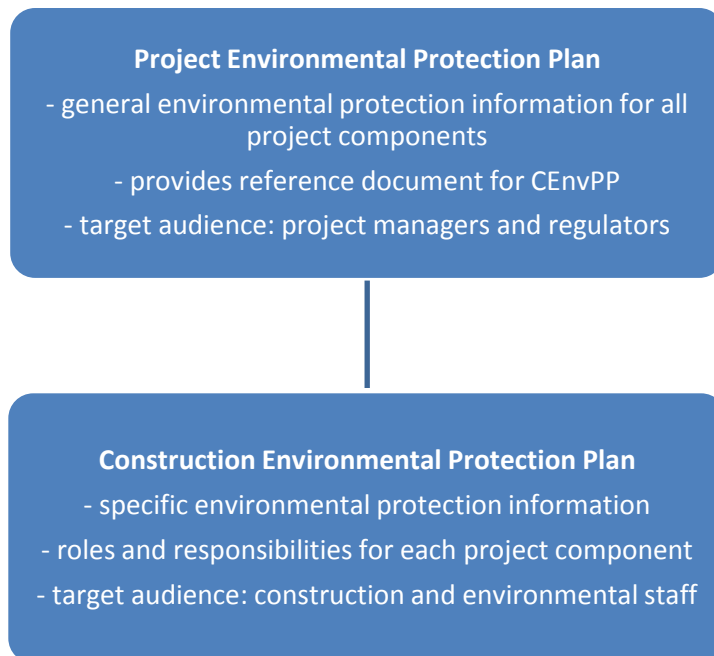 Project Environmental Protection Plan
- general environmental protection information for all
project components
- provides reference document for CEnvPP
- target audience: project managers and regulators
Construction Environmental Protection Plan
- specific environmental protection information
- roles and responsibilities for each project component
- target audience: construction and environmental staff